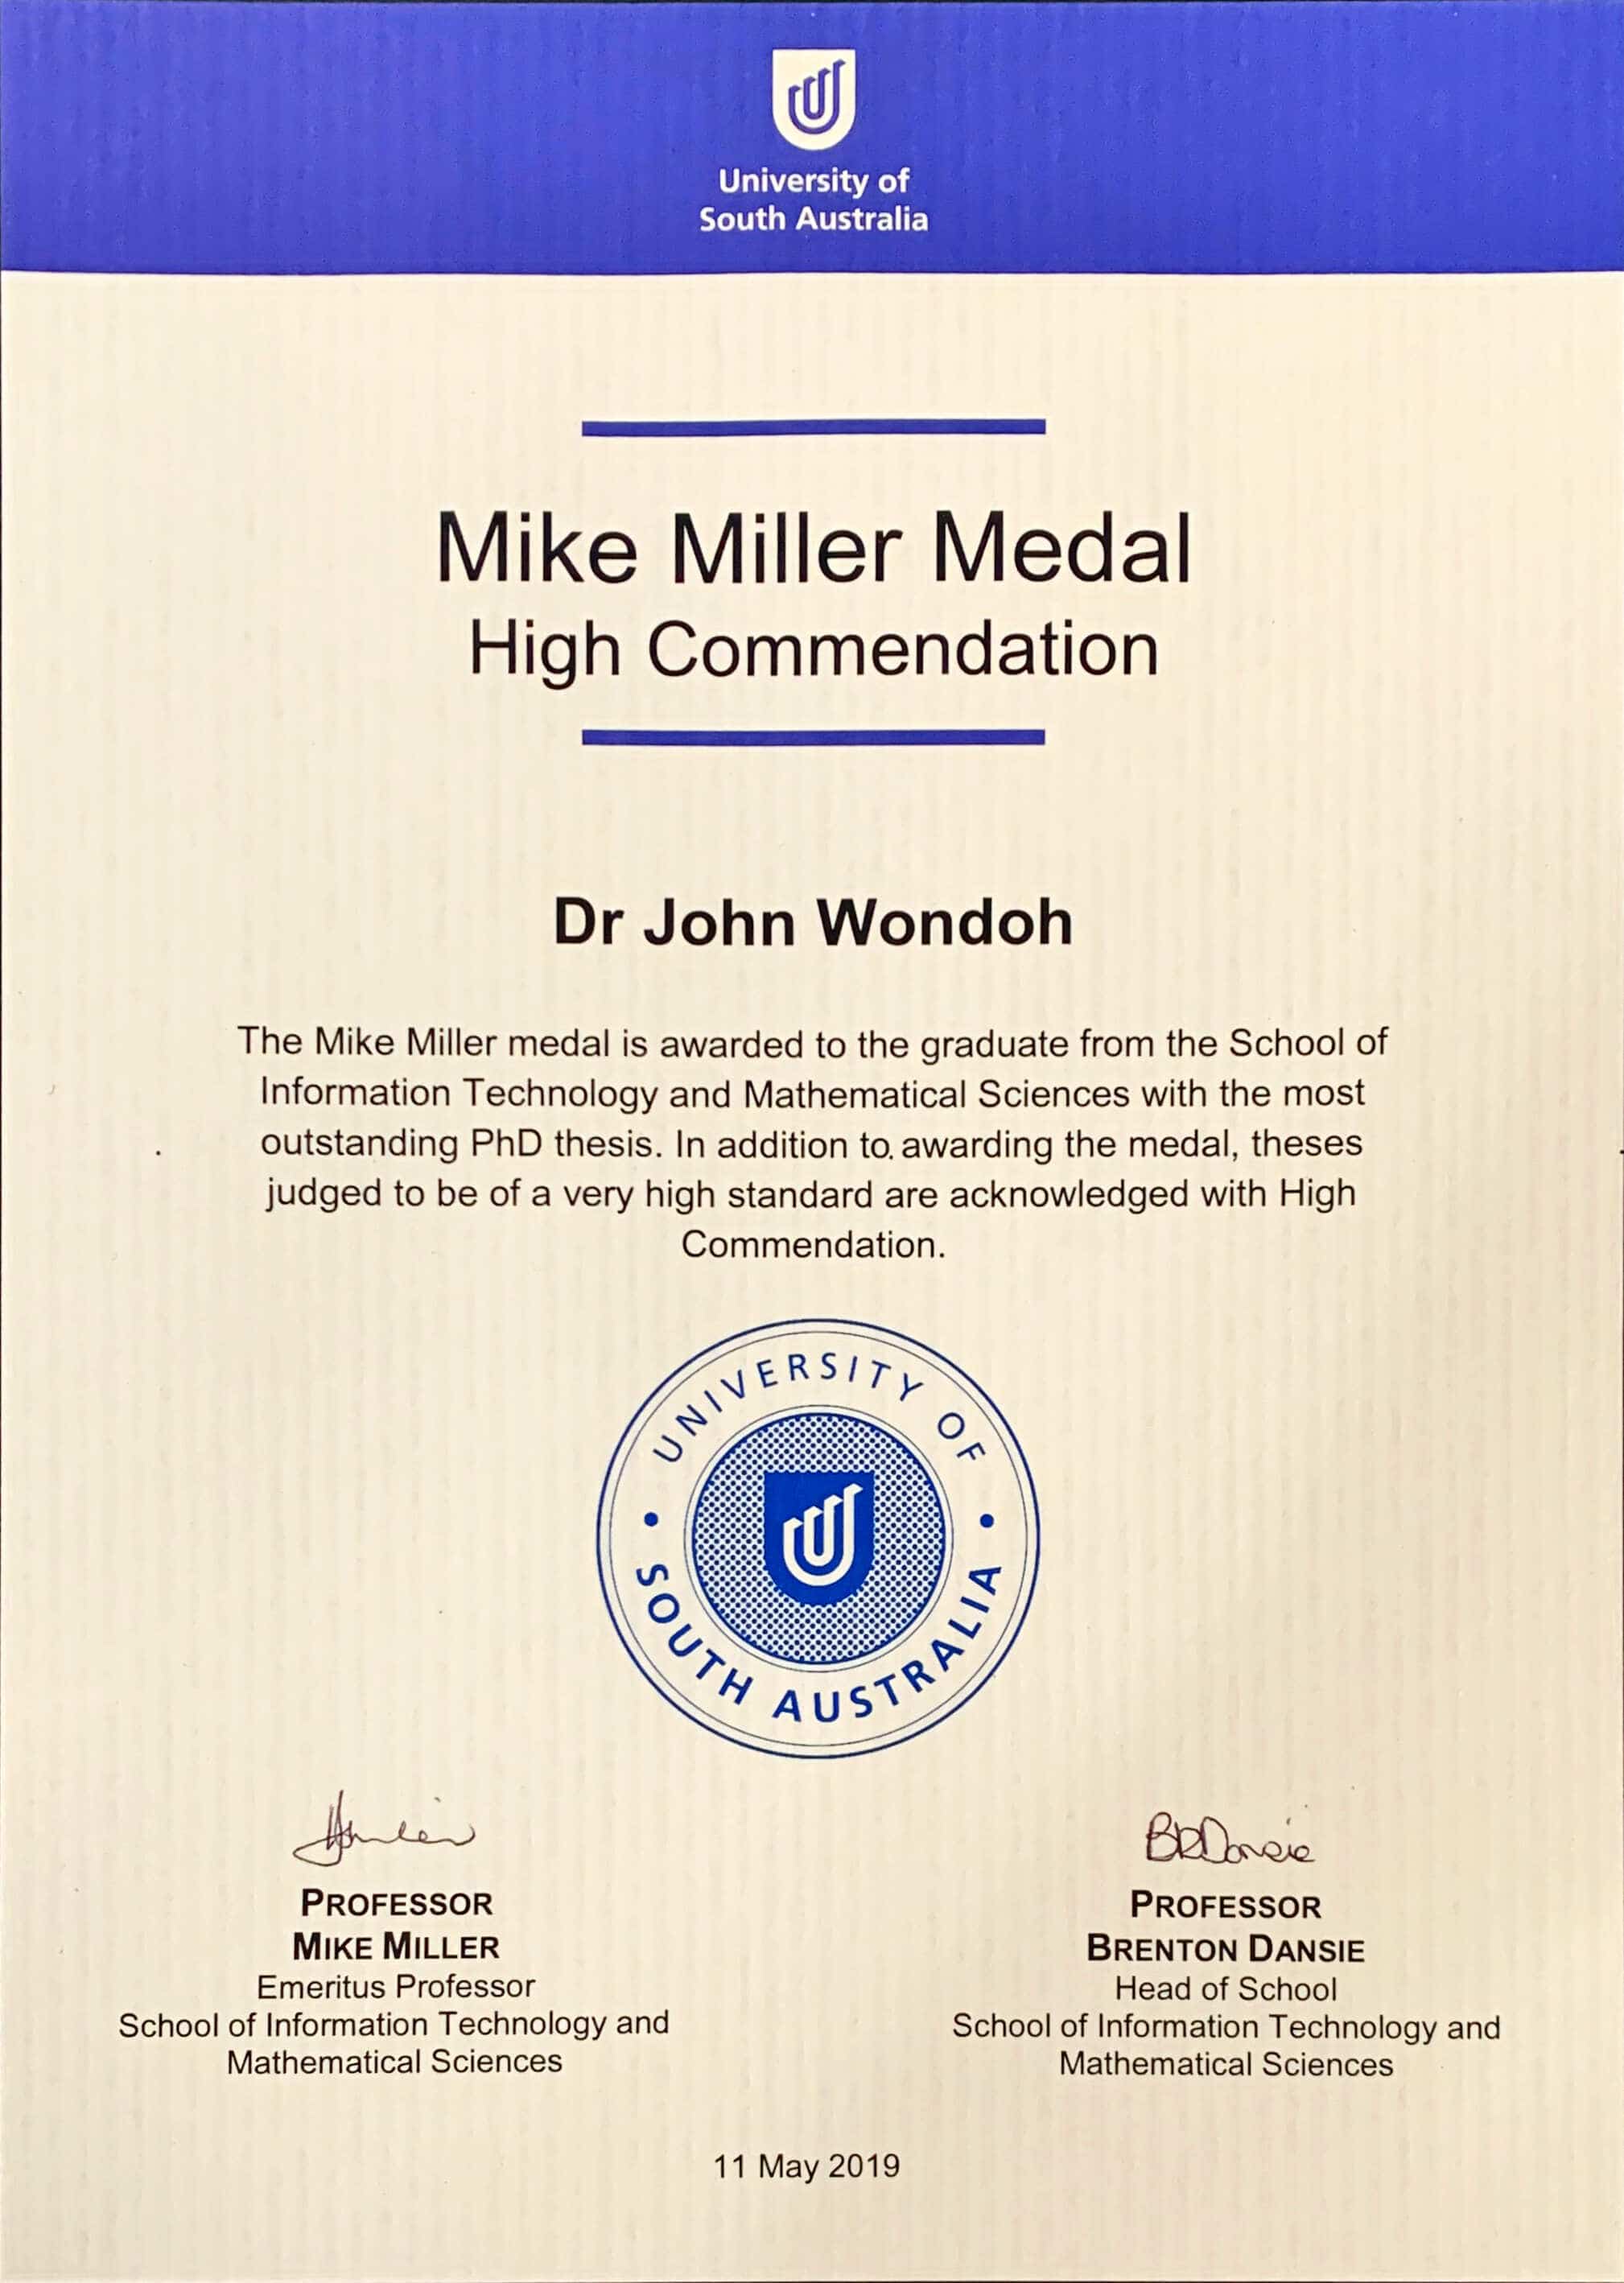 University of
South Australia
Mike Miller Medal
High Commendation
Dr John Wondoh
The Mike Miller medal is awarded to the graduate from the School of
Information Technology and Mathematical Sciences with the most
outstanding PhD thesis. In addition to awarding the medal, theses
judged to be of a very high standard are acknowledged with High
Commendation.
UNIVERSITY OF
SOUTH AUSTRALIA
BRDansie
PROFESSOR
MIKE MILLER
Emeritus Professor
School of Information Technology and
Mathematical Sciences
PROFESSOR
BRENTON DANSIE
Head of School
School of Information Technology and
Mathematical Sciences
11 May 2019